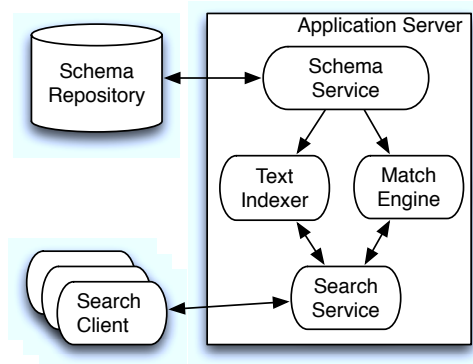 Application Server
Schema
Repository
Schema
Service
Text
Indexer
Match
Engine
Search
Client
Search
Service